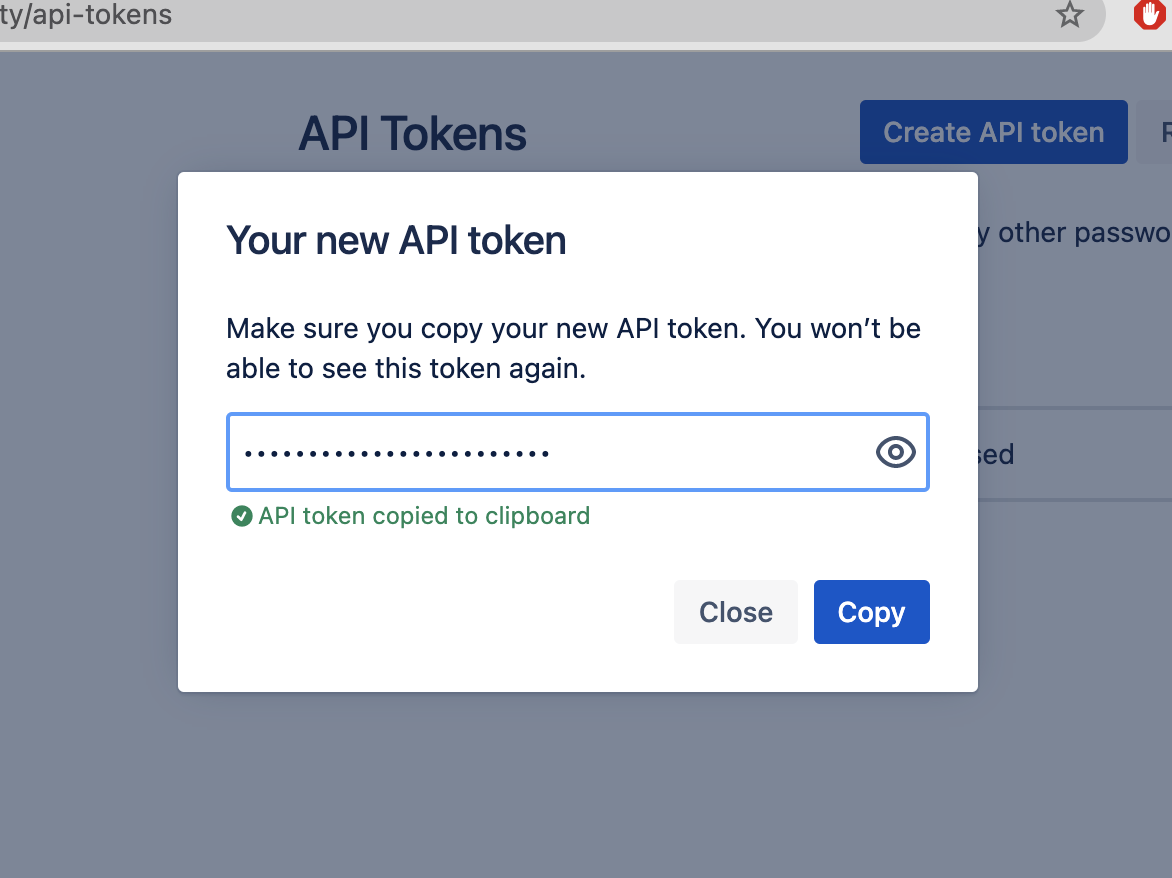 ty/api-tokens
API Tokens
Create API token
R
Your new API token
y other passwo
Make sure you copy your new API token. You won’t be
able to see this token again.
••••••••••••••••••••••••
sed
API token copied to clipboard
Close
Copy